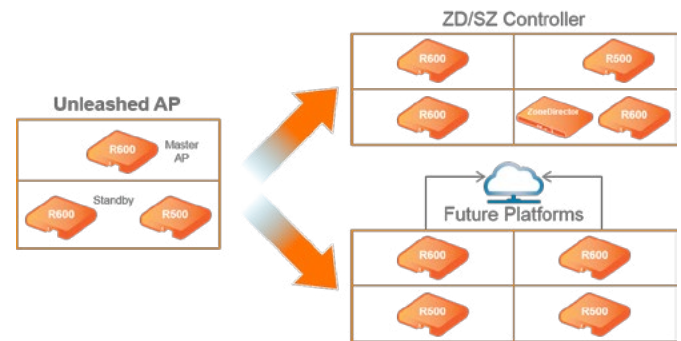 ZD/SZ Controller
R600
R500
R600
ZoneDirector
R600
Unleashed AP
R600
Master
AP
R600
Standby
R500
Future Platforms
R600
R600
R500
R500